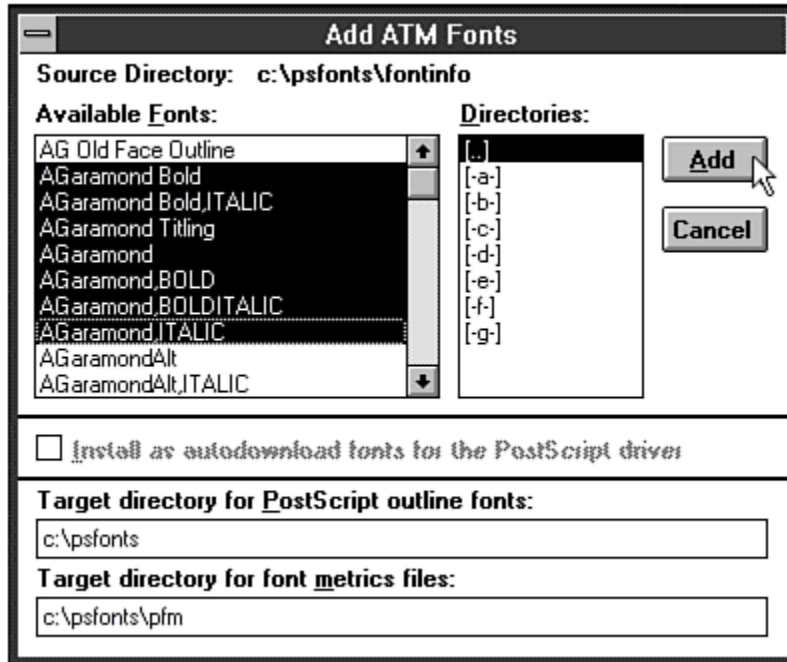 Add ATM Fonts
Source Directory: c:\psfonts\fontinfo
Available Fonts:
AG Old Face Outline
AGaramond Bold
AGaramond Bold,ITALIC
AGaramond Titling
AGaramond
AGaramond,BOLD
AGaramond,BOLDITALIC
AGaramond,ITALIC
AGaramondAlt
AGaramondAlt,ITALIC
Directories:
[..]
[-a-]
[-b-]
[-c-]
[-d-]
[-e-]
[-f-]
[-g-]
Add
Cancel
Install as autodownload fonts for the PostScript driver
Target directory for PostScript outline fonts:
c:\psfonts
Target directory for font metrics files:
c:\psfonts\pfm